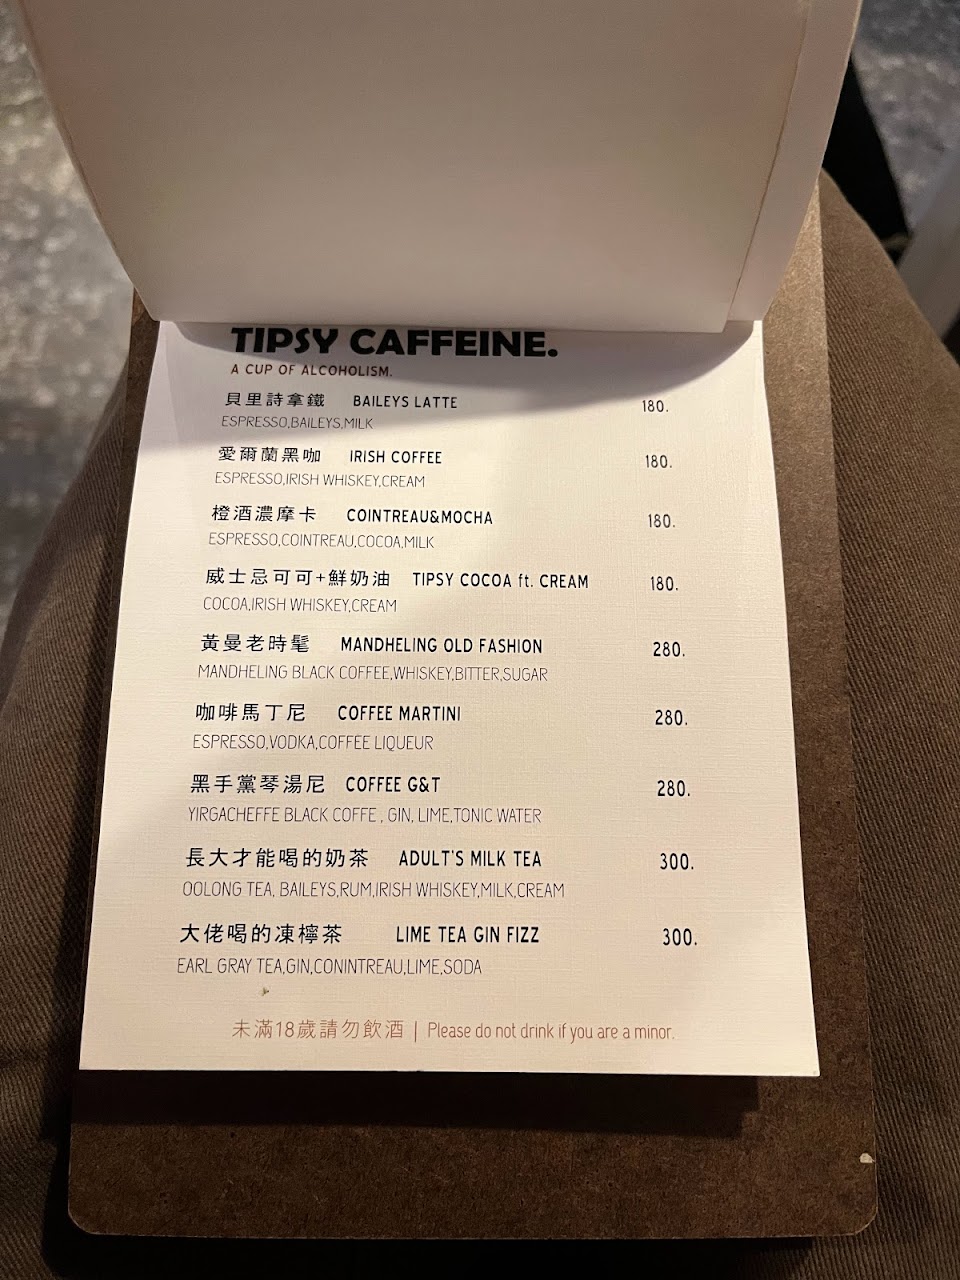 TIPSY CAFFEINE.
A CUP OF ALCOHOLISM.
貝里詩拿鐵 BAILEYS LATTE 180.
ESPRESSO,BAILEYS,MILK
愛爾蘭黑咖 IRISH COFFEE 180.
ESPRESSO,IRISH WHISKEY,CREAM
橙酒濃摩卡 COINTREAU&MOCHA 180.
ESPRESSO,COINTREAU,COCOA,MILK
威士忌可可+鮮奶油 TIPSY COCOA ft. CREAM 180.
COCOA,IRISH WHISKEY,CREAM
黃曼老時髦 MANDHELING OLD FASHION 280.
MANDHELING BLACK COFFEE,WHISKEY,BITTER,SUGAR
咖啡馬丁尼 COFFEE MARTINI 280.
ESPRESSO,VODKA,COFFEE LIQUEUR
黑手黨琴湯尼 COFFEE G&T 280.
YIRGACHEFFE BLACK COFFE , GIN, LIME,TONIC WATER
長大才能喝的奶茶 ADULT'S MILK TEA 300.
OOLONG TEA, BAILEYS,RUM,IRISH WHISKEY,MILK,CREAM
大佬喝的凍檸茶 LIME TEA GIN FIZZ 300.
EARL GRAY TEA,GIN,CONINTREAU,LIME,SODA
未滿18歲請勿飲酒 | Please do not drink if you are a minor.